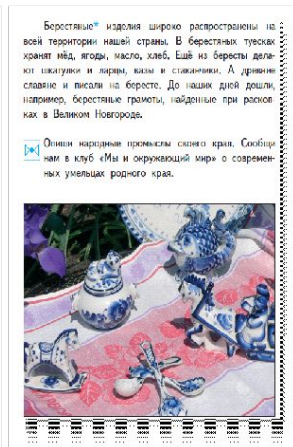 Берестяные* изделия широко распространены на
всей территории нашей страны. В берестяных туесках
хранят мёд, ягоды, масло, хлеб. Ещё из бересты дела-
ют шкатулки и ларцы, вазы и стаканчики. А древние
славяне и писали на бересте. До наших дней дошли,
например, берестяные грамоты, найденные при раскоп-
ках в Великом Новгороде.
Опиши народные промыслы своего края. Сообщи
нам в клуб «Мы и окружающий мир» о современ-
ных умельцах родного края.